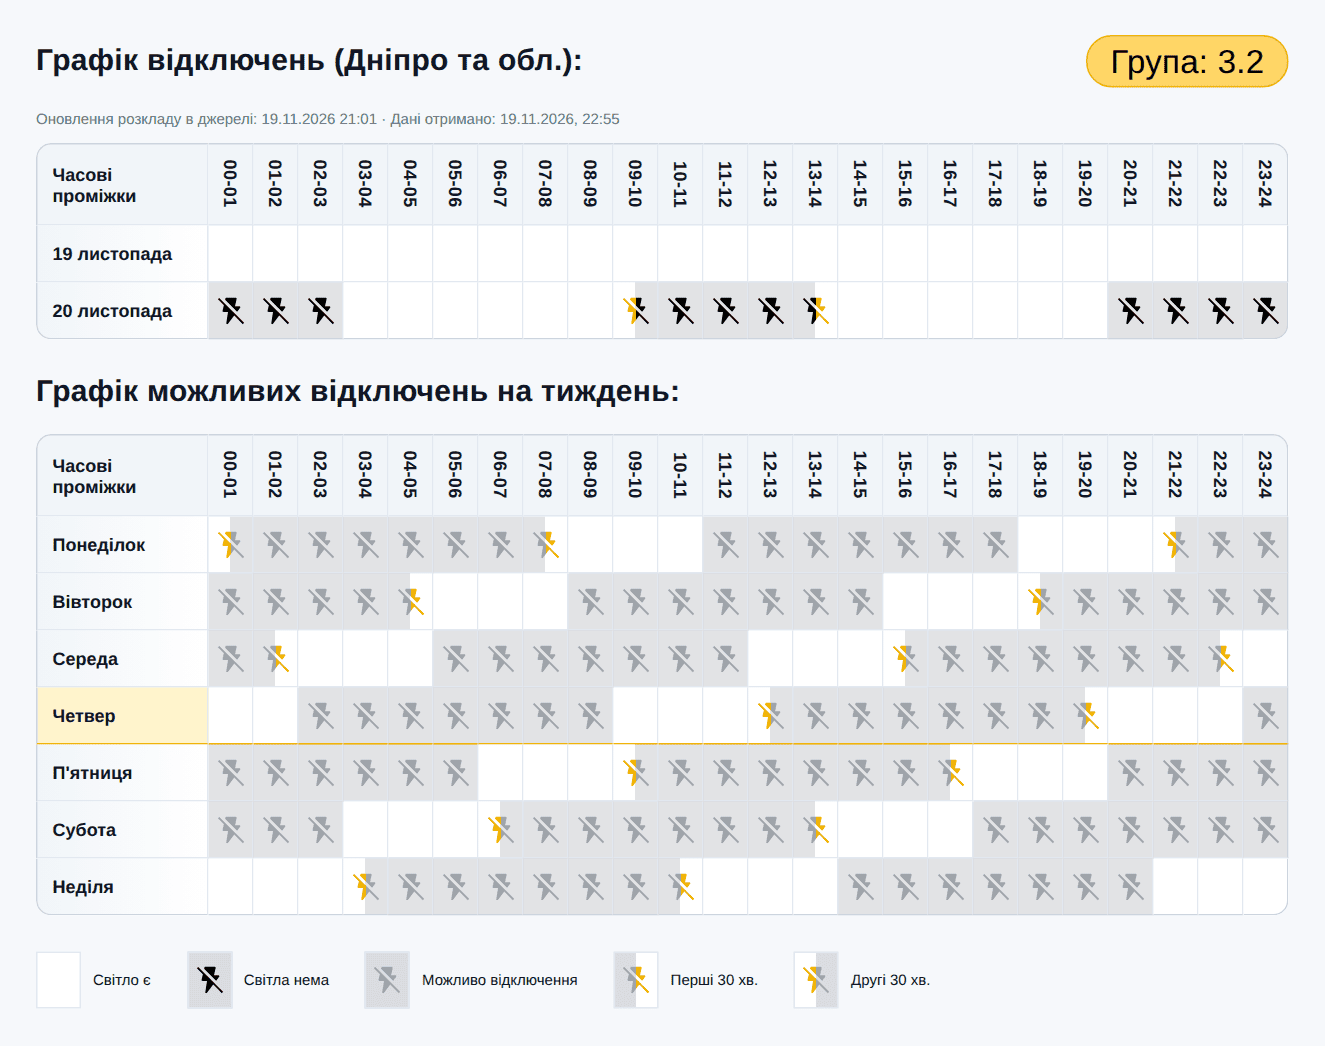 Графік відключень (Дніпро та обл.):
Група: 3.2
Оновлення розкладу в джерелі: 19.11.2026 21:01 · Дані отримано: 19.11.2026, 22:55
Часові проміжки 00-01 01-02 02-03 03-04 04-05 05-06 06-07 07-08 08-09 09-10 10-11 11-12 12-13 13-14 14-15 15-16 16-17 17-18 18-19 19-20 20-21 21-22 22-23 23-24
19 листопада
20 листопада
Графік можливих відключень на тиждень:
Часові проміжки 00-01 01-02 02-03 03-04 04-05 05-06 06-07 07-08 08-09 09-10 10-11 11-12 12-13 13-14 14-15 15-16 16-17 17-18 18-19 19-20 20-21 21-22 22-23 23-24
Понеділок
Вівторок
Середа
Четвер
П'ятниця
Субота
Неділя
Світло є Світла нема Можливо відключення Перші 30 хв. Другі 30 хв.